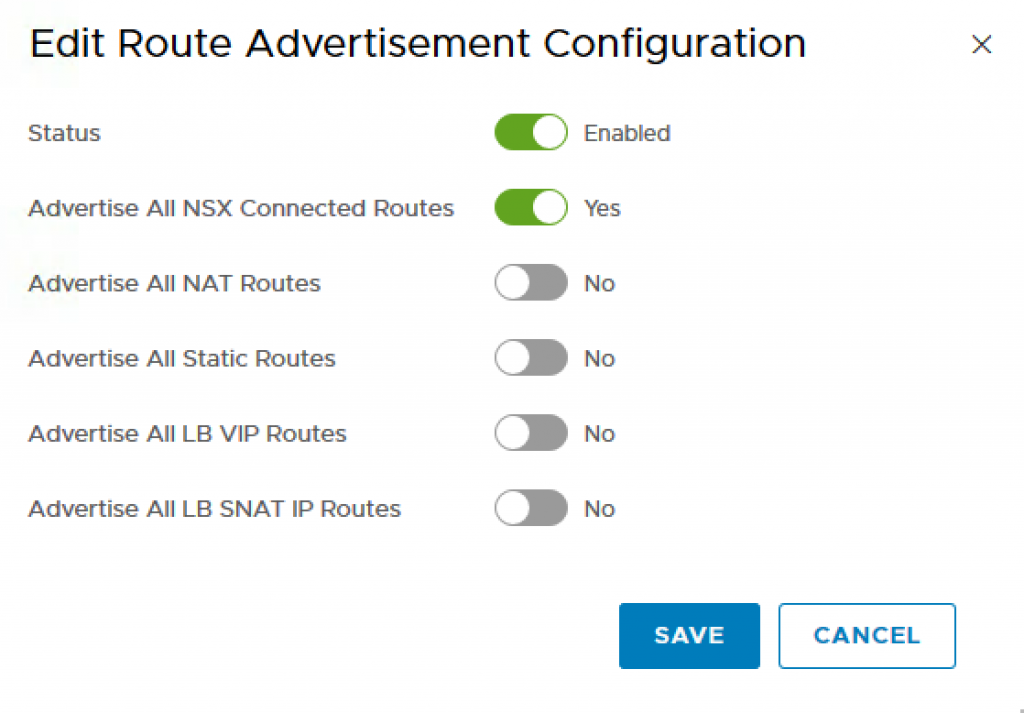 Edit Route Advertisement Configuration
Status Enabled
Advertise All NSX Connected Routes Yes
Advertise All NAT Routes No
Advertise All Static Routes No
Advertise All LB VIP Routes No
Advertise All LB SNAT IP Routes No
SAVE CANCEL